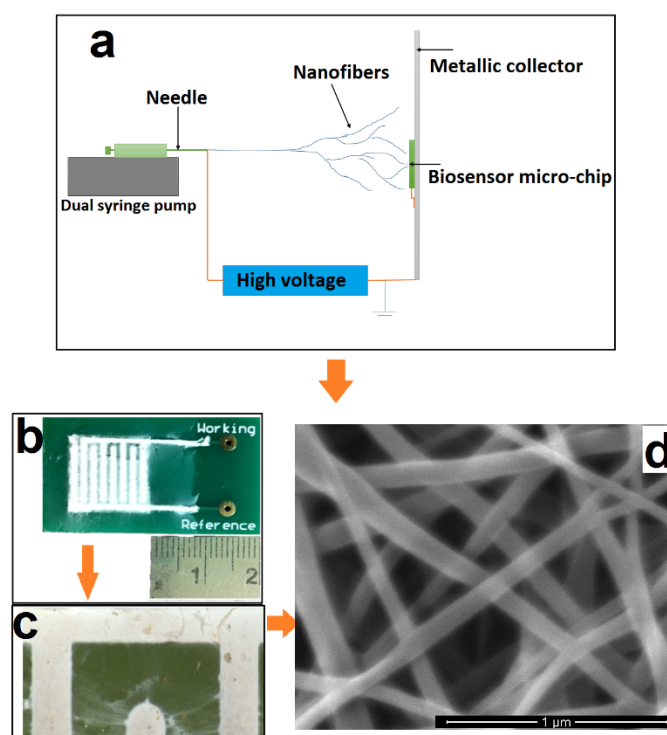 a
Nanofibers
Metallic collector
Needle
Biosensor micro-chip
Dual syringe pump
High voltage
b
Working
Reference
1 2
c
d
1 µm